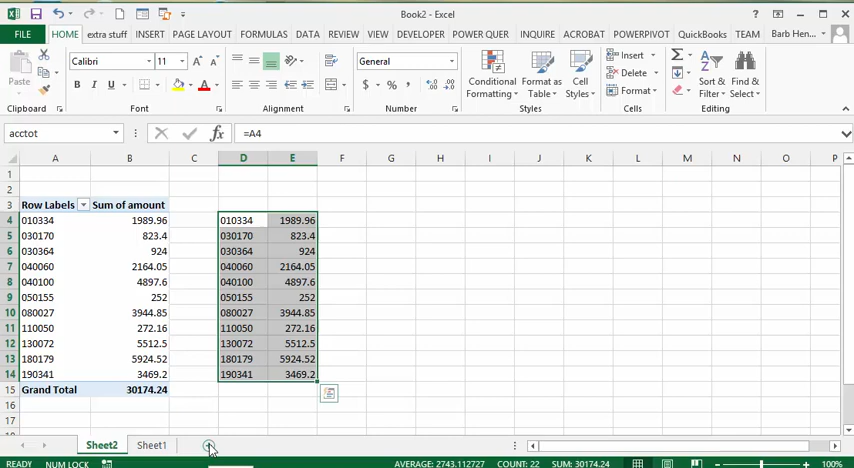 Book2 - Excel
FILE HOME extra stuff INSERT PAGE LAYOUT FORMULAS DATA REVIEW VIEW DEVELOPER POWER QUER INQUIRE ACROBAT POWERPIVOT QuickBooks TEAM Barb Hen...
Paste
Calibri 11
General
Conditional Formatting
Format as Table
Cell Styles
Insert
Delete
Format
Sort & Filter
Find & Select
Clipboard Font Alignment Number Styles Cells Editing
acctot fx =A4
A B C D E F G H I J K L M N O P
1
2
3 Row Labels Sum of amount
4 010334 1989.96 010334 1989.96
5 030170 823.4 030170 823.4
6 030364 924 030364 924
7 040060 2164.05 040060 2164.05
8 040100 4897.6 040100 4897.6
9 050155 252 050155 252
10 080027 3944.85 080027 3944.85
11 110050 272.16 110050 272.16
12 130072 5512.5 130072 5512.5
13 180179 5924.52 180179 5924.52
14 190341 3469.2 190341 3469.2
15 Grand Total 30174.24
16
17
Sheet2 Sheet1
READY NUM LOCK AVERAGE: 2743.112727 COUNT: 22 SUM: 30174.24 100%